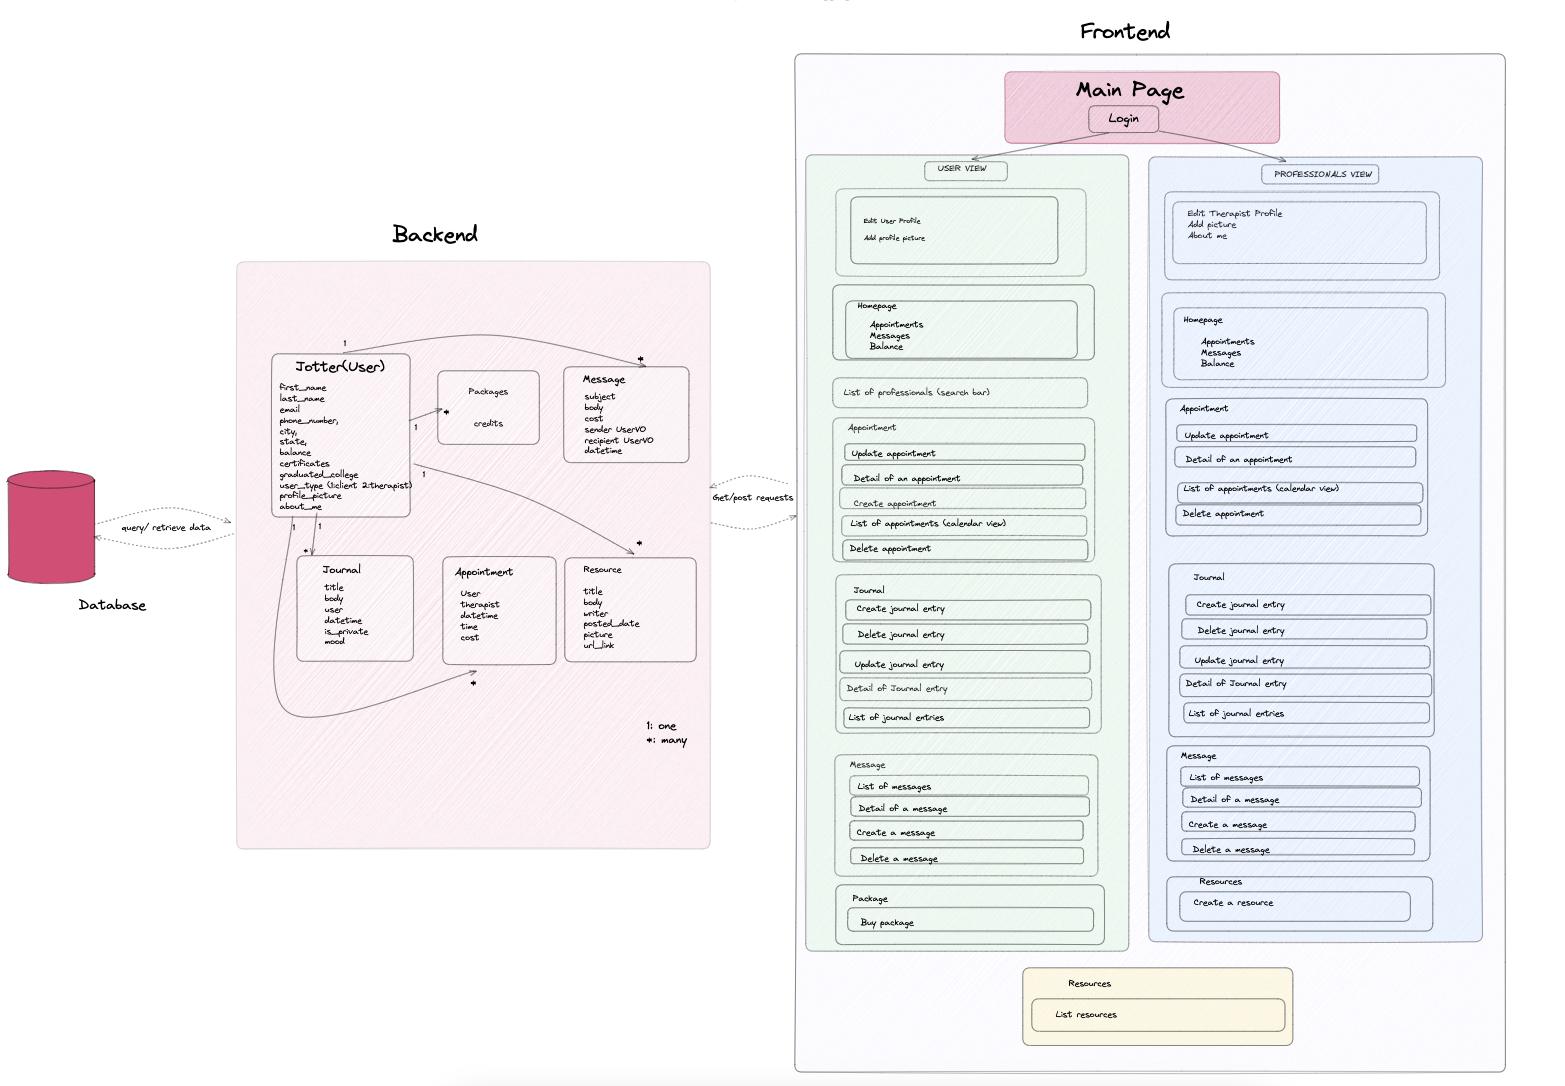 Frontend
Main Page
Login
USER VIEW
Edit User Profile
Add profile picture
Homepage
Appointments
Messages
Balance
List of professionals (search bar)
Appointment
Update appointment
Detail of an appointment
Create appointment
List of appointments (calendar view)
Delete appointment
Journal
Create journal entry
Delete journal entry
Update journal entry
Detail of Journal entry
List of journal entries
Message
List of messages
Detail of a message
Create a message
Delete a message
Package
Buy package
PROFESSIONALS VIEW
Edit Therapist Profile
Add picture
About me
Homepage
Appointments
Messages
Balance
Appointment
Update appointment
Detail of an appointment
List of appointments (calendar view)
Delete appointment
Journal
Create journal entry
Delete journal entry
Update journal entry
Detail of Journal entry
List of journal entries
Message
List of messages
Detail of a message
Create a message
Delete a message
Resources
Create a resource
Resources
List resources
Backend
1
*
Jotter(User)
first_name
last_name
email
phone_number,
city,
state,
balance
certificates
graduated_college
user_type (1:client 2:therapist)
profile_picture
about_me
1
*
Packages
credits
Message
subject
body
cost
sender UserVO
recipient UserVO
datetime
1
*
1
1
*
Journal
title
body
user
datetime
is_private
mood
Appointment
User
therapist
datetime
time
cost
*
Resource
title
body
writer
posted_date
picture
url_link
1: one
*: many
Get/post requests
query/ retrieve data
Database